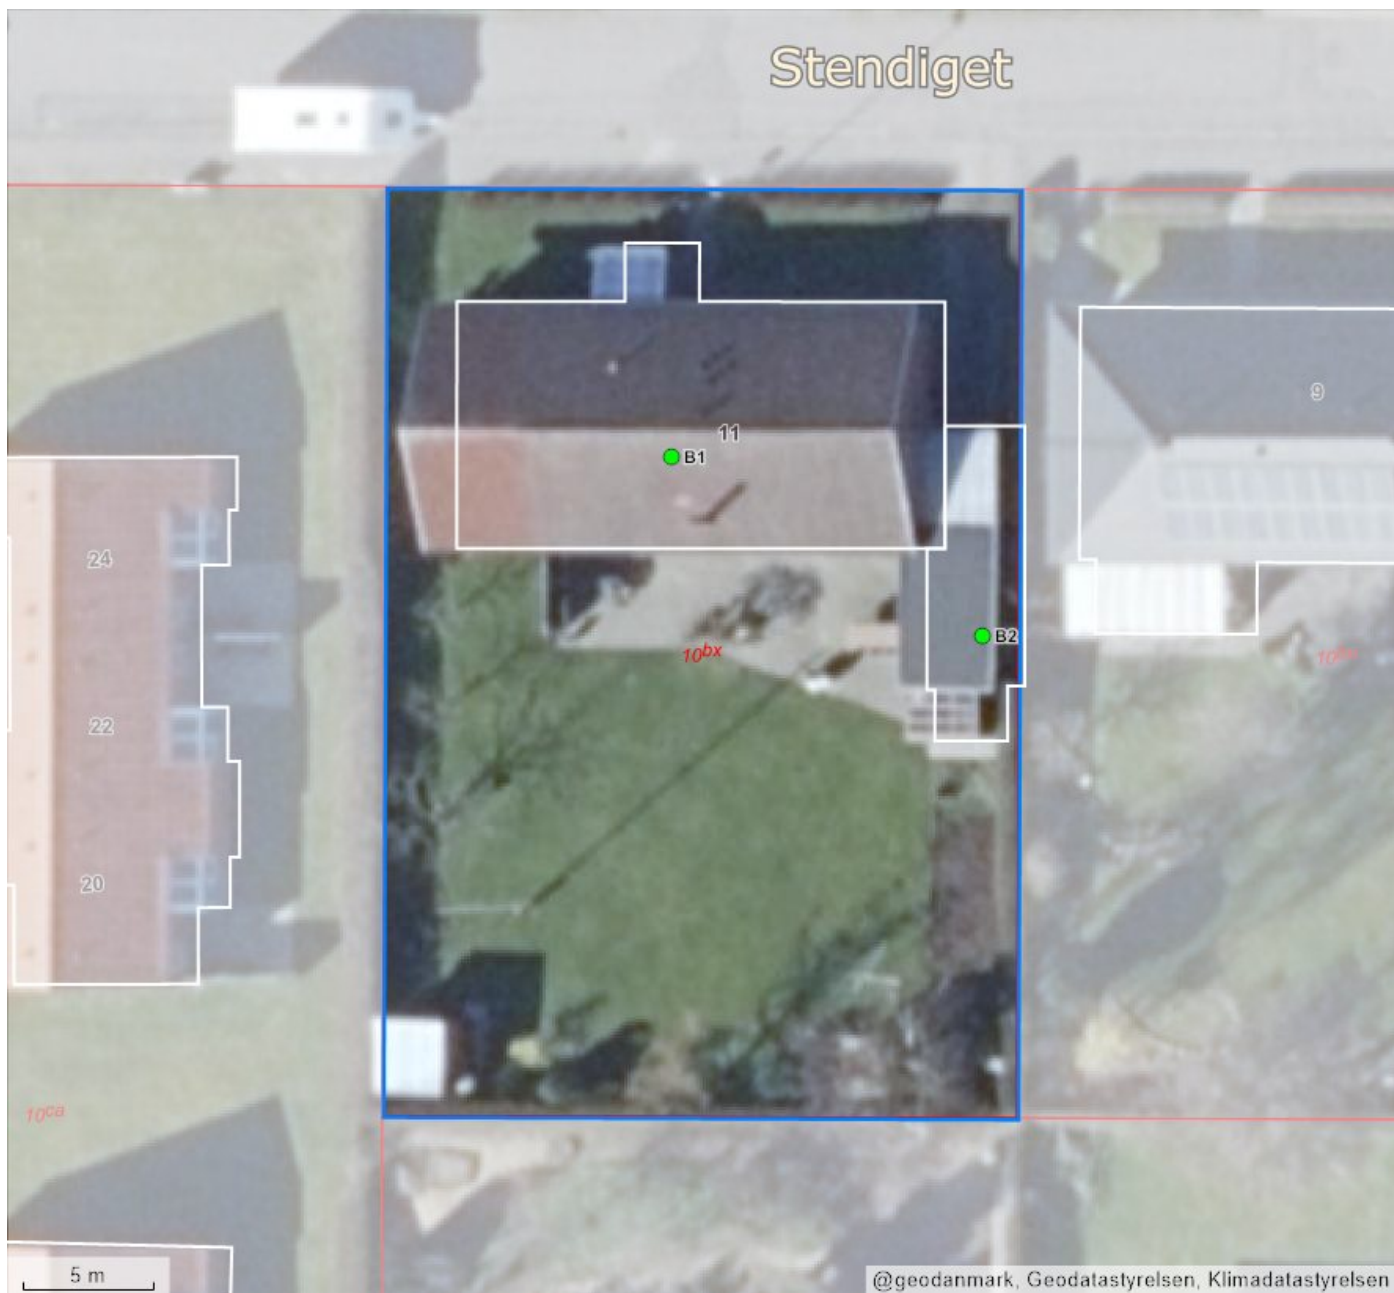 Stendiget
9
11
B1
24
B2
10bx
22
20
10ca
5 m
@geodanmark, Geodatastyrelsen, Klimadatastyrelsen